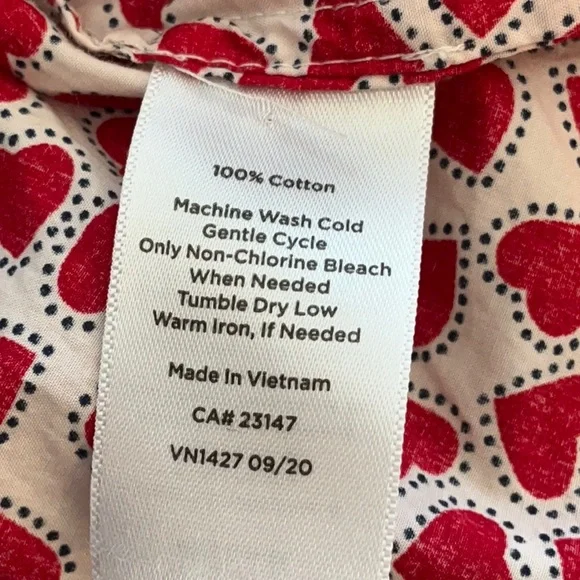 100% Cotton
Machine Wash Cold
Gentle Cycle
Only Non-Chlorine Bleach
When Needed
Tumble Dry Low
Warm Iron, If Needed
Made In Vietnam
CA# 23147
VN1427 09/20